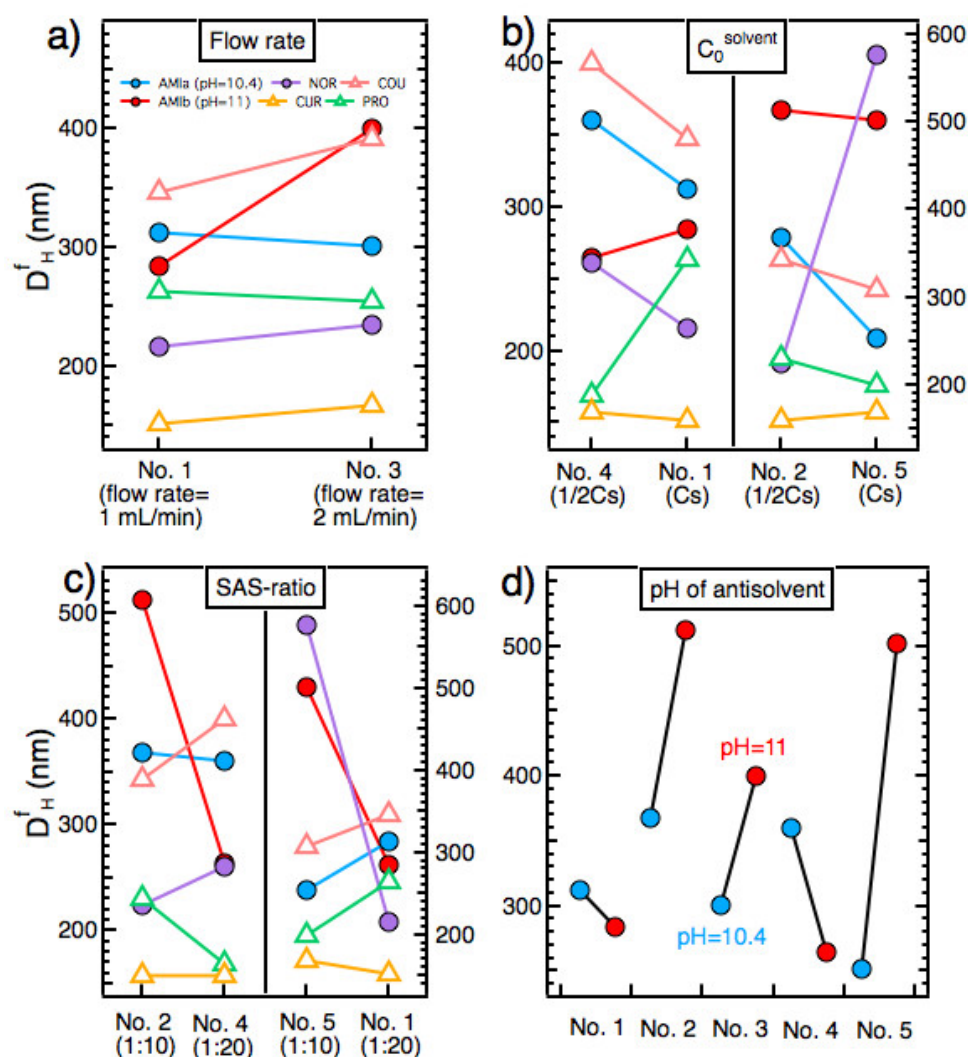 a)
Flow rate
AMIa (pH=10.4) NOR COU
AMIb (pH=11) CUR PRO
400
300
200
D^f_H (nm)
No. 1
(flow rate=
1 mL/min)
No. 3
(flow rate=
2 mL/min)
b)
C_0^solvent
400
300
200
600
500
400
300
200
No. 4
(1/2Cs)
No. 1
(Cs)
No. 2
(1/2Cs)
No. 5
(Cs)
c)
SAS-ratio
500
400
300
200
D^f_H (nm)
600
500
400
300
200
No. 2
(1:10)
No. 4
(1:20)
No. 5
(1:10)
No. 1
(1:20)
d)
pH of antisolvent
500
400
300
pH=11
pH=10.4
No. 1 No. 2 No. 3 No. 4 No. 5